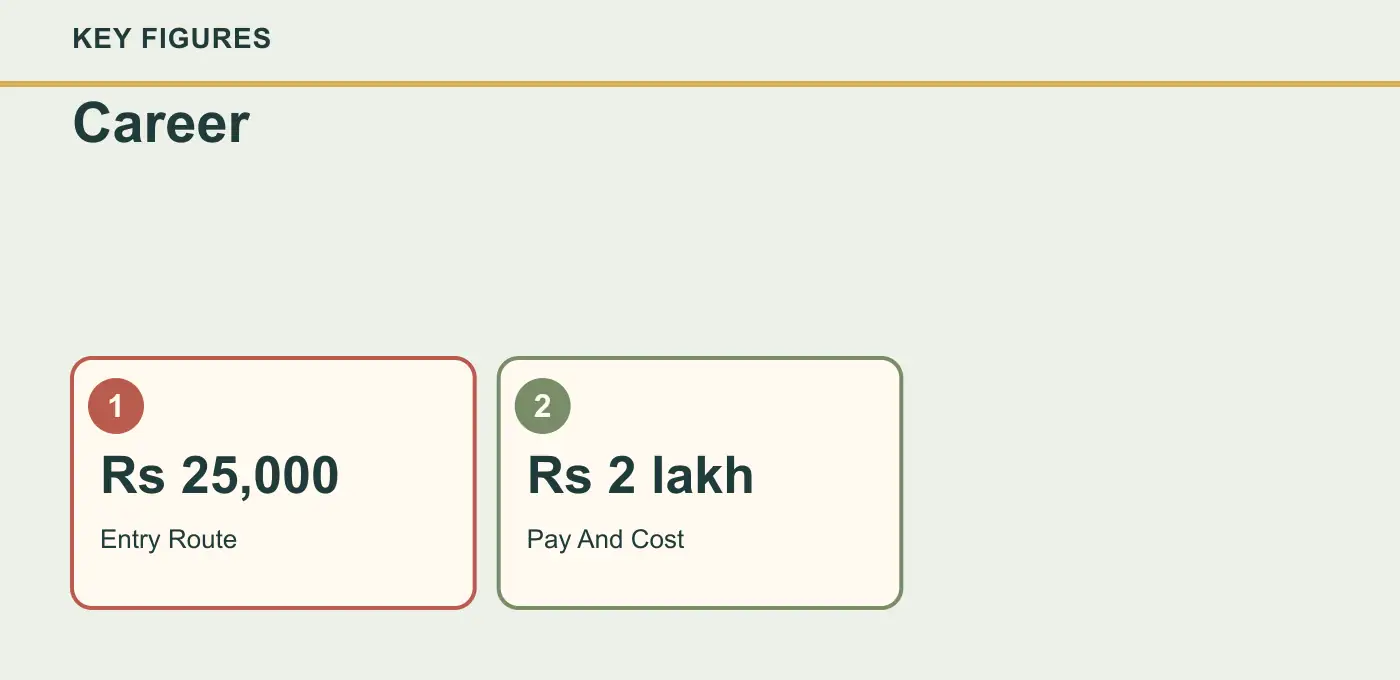 KEY FIGURES
Career
1
Rs 25,000
Entry Route
2
Rs 2 lakh
Pay And Cost